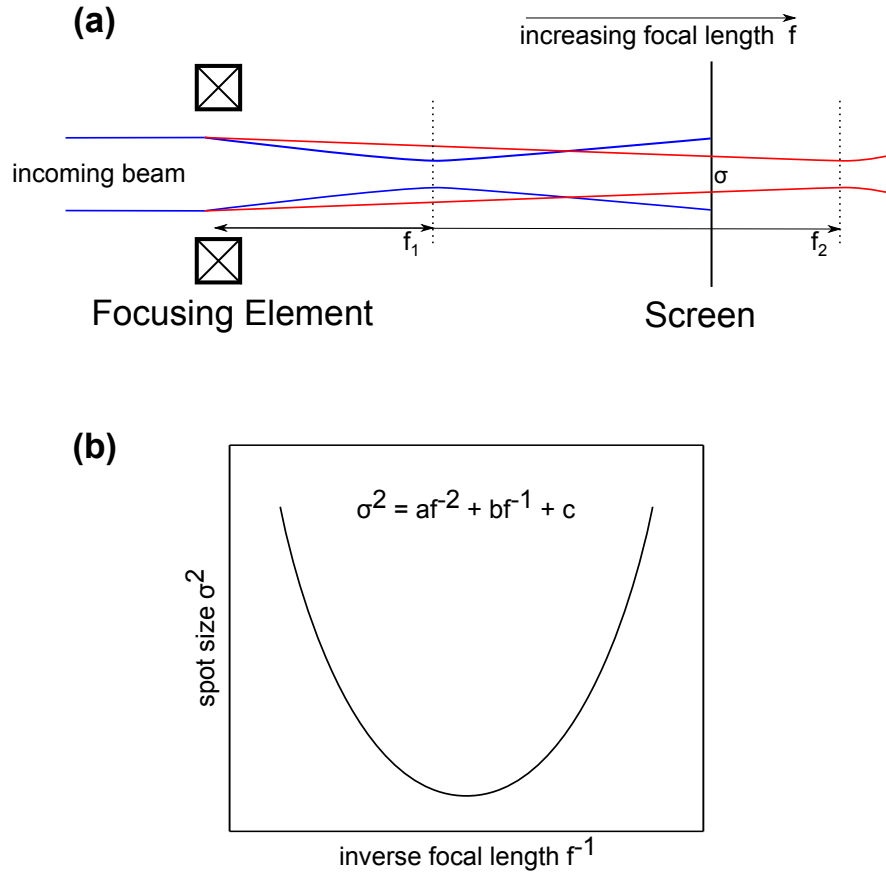 (a)
increasing focal length f
incoming beam
σ
f₁
f₂
Focusing Element
Screen
(b)
σ² = af⁻² + bf⁻¹ + c
spot size σ²
inverse focal length f⁻¹